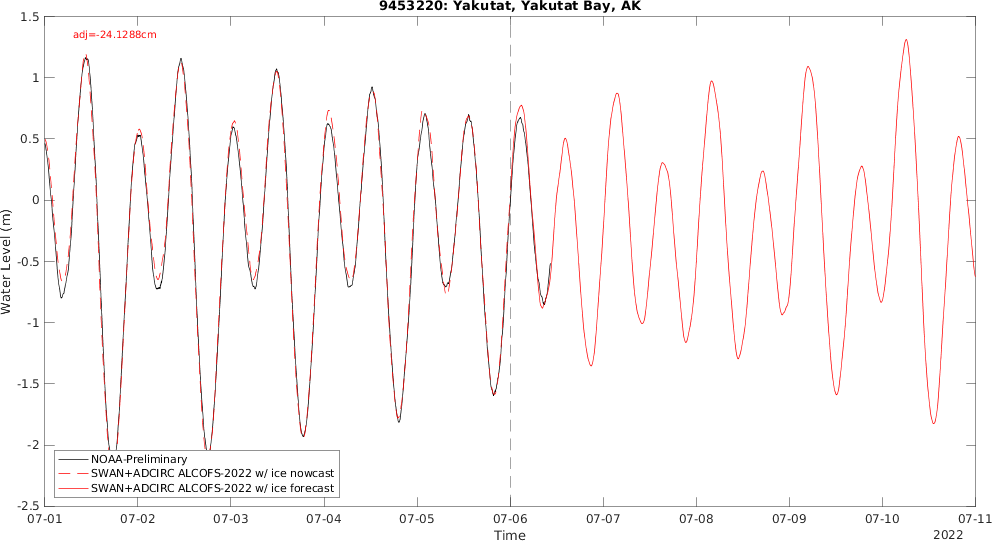 9453220: Yakutat, Yakutat Bay, AK
adj=-24.1288cm
1.5
1
0.5
0
-0.5
-1
-1.5
-2
-2.5
Water Level (m)
NOAA-Preliminary
SWAN+ADCIRC ALCOFS-2022 w/ ice nowcast
SWAN+ADCIRC ALCOFS-2022 w/ ice forecast
07-01 07-02 07-03 07-04 07-05 07-06 07-07 07-08 07-09 07-10 07-11
Time
2022